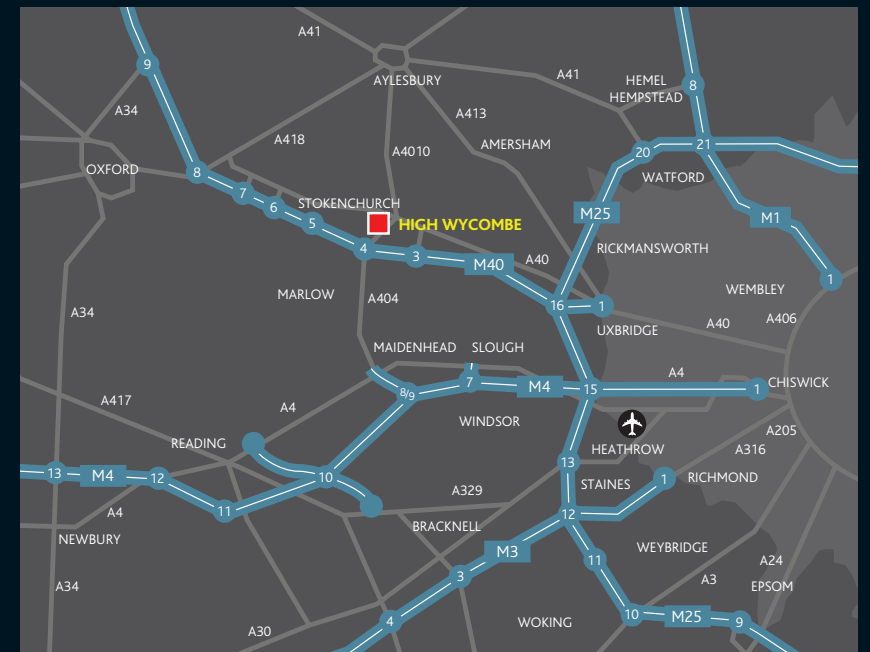 A41
9
AYLESBURY
A41
HEMEL
HEMPSTEAD
8
A34
A413
A418
A4010
AMERSHAM
20
21
OXFORD
8
WATFORD
7
STOKENCHURCH
6
M25
M1
5
HIGH WYCOMBE
4
3
M40
A40
RICKMANSWORTH
1
MARLOW
A404
16
1
WEMBLEY
A34
UXBRIDGE
A40
A406
MAIDENHEAD
SLOUGH
A4
8/9
7
M4
15
1
CHISWICK
A417
A4
WINDSOR
READING
HEATHROW
A205
A316
13
M4
12
10
13
STAINES
1
RICHMOND
A329
11
A4
BRACKNELL
12
NEWBURY
M3
11
WEYBRIDGE
A34
3
A3
A24
EPSOM
4
WOKING
10
M25
9
A30